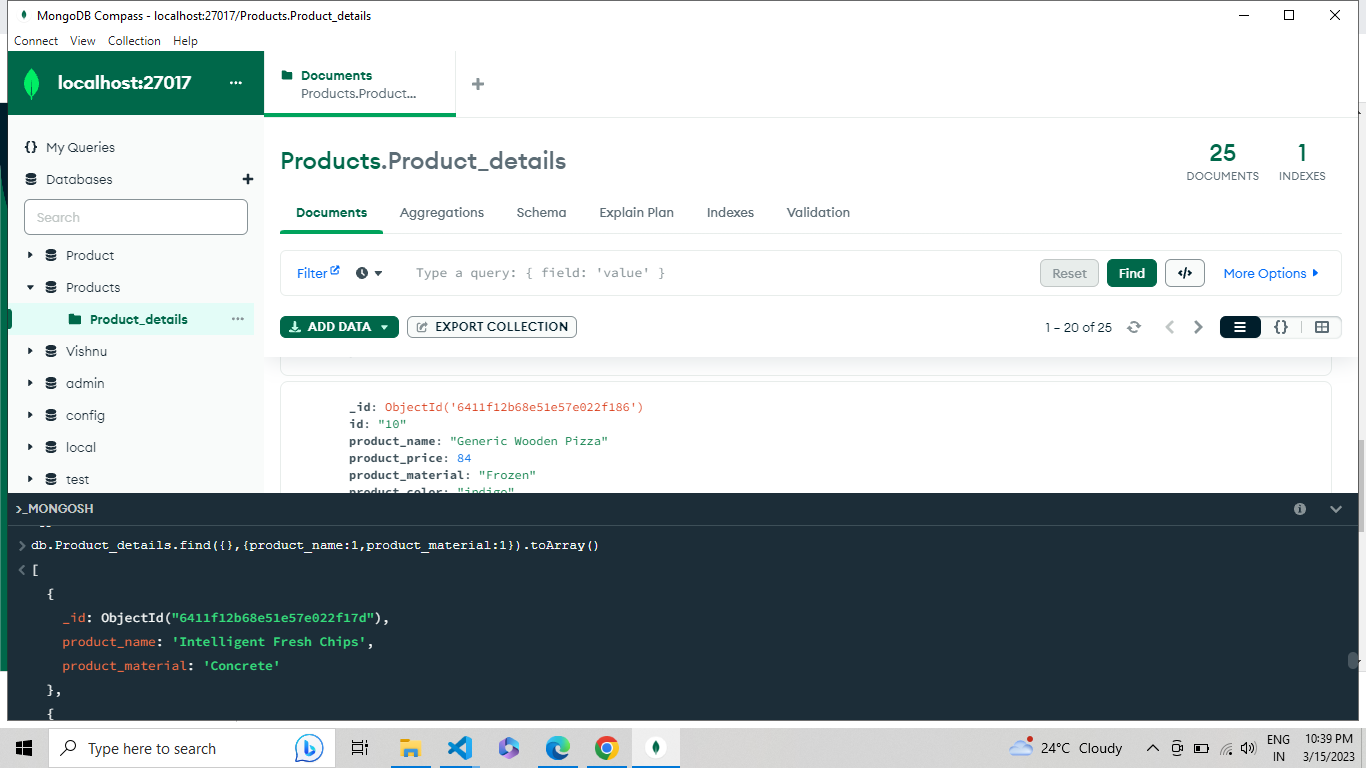 MongoDB Compass - localhost:27017/Products.Product_details
Connect View Collection Help
localhost:27017 ...
Documents
Products.Product...
My Queries
Databases
Search
Product
Products
Product_details
Vishnu
admin
config
local
test
Products.Product_details
25
DOCUMENTS
1
INDEXES
Documents Aggregations Schema Explain Plan Indexes Validation
Filter Type a query: { field: 'value' } Reset Find </> More Options
ADD DATA EXPORT COLLECTION 1 – 20 of 25 {}
_id: ObjectId('6411f12b68e51e57e022f186')
id: "10"
product_name: "Generic Wooden Pizza"
product_price: 84
product_material: "Frozen"
product_color: "indigo"
>_MONGOSH
> db.Product_details.find({},{product_name:1,product_material:1}).toArray()
< [
{
_id: ObjectId("6411f12b68e51e57e022f17d"),
product_name: 'Intelligent Fresh Chips',
product_material: 'Concrete'
},
{
Type here to search
24°C Cloudy
ENG
IN
10:39 PM
3/15/2023